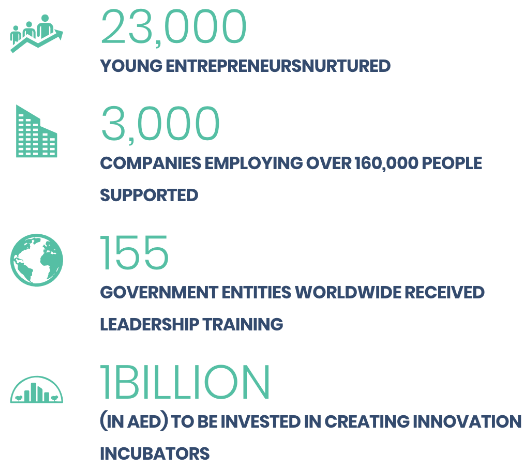 23,000
YOUNG ENTREPRENEURSNURTURED
3,000
COMPANIES EMPLOYING OVER 160,000 PEOPLE
SUPPORTED
155
GOVERNMENT ENTITIES WORLDWIDE RECEIVED
LEADERSHIP TRAINING
1BILLION
(IN AED) TO BE INVESTED IN CREATING INNOVATION
INCUBATORS